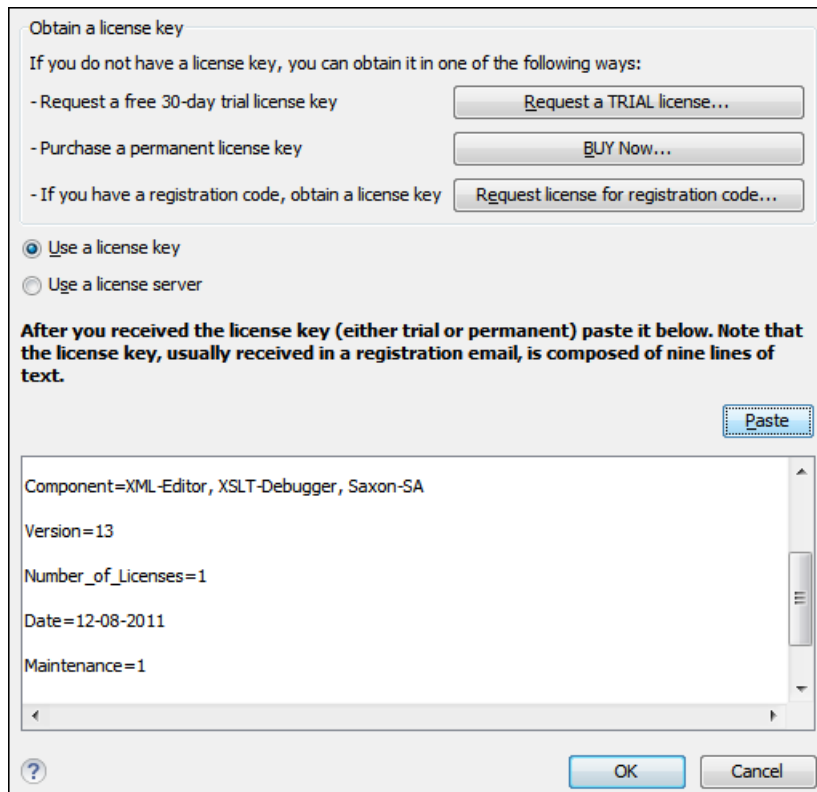 Obtain a license key
If you do not have a license key, you can obtain it in one of the following ways:
- Request a free 30-day trial license key
Request a TRIAL license...
- Purchase a permanent license key
BUY Now...
- If you have a registration code, obtain a license key
Request license for registration code...
Use a license key
Use a license server
After you received the license key (either trial or permanent) paste it below. Note that
the license key, usually received in a registration email, is composed of nine lines of
text.
Paste
Component=XML-Editor, XSLT-Debugger, Saxon-SA
Version=13
Number_of_Licenses=1
Date=12-08-2011
Maintenance=1
?
OK
Cancel